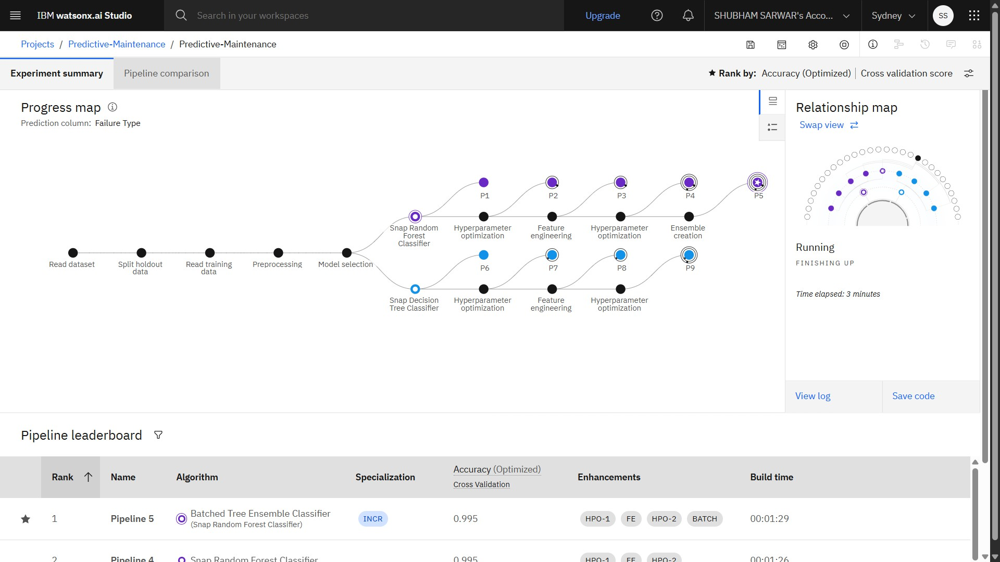 IBM watsonx.ai Studio
Search in your workspaces
Upgrade
SHUBHAM SARWAR's Acco...
Sydney
SS
Projects / Predictive-Maintenance / Predictive-Maintenance
Experiment summary
Pipeline comparison
Rank by: Accuracy (Optimized) | Cross validation score
Progress map
Prediction column: Failure Type
Relationship map
Swap view
P1
P2
P3
P4
P5
Snap Random
Forest
Classifier
Hyperparameter
optimization
Feature
engineering
Hyperparameter
optimization
Ensemble
creation
Read dataset
Split holdout
data
Read training
data
Preprocessing
Model selection
P6
P7
P8
P9
Snap Decision
Tree Classifier
Hyperparameter
optimization
Feature
engineering
Hyperparameter
optimization
Running
FINISHING UP
Time elapsed: 3 minutes
View log
Save code
Pipeline leaderboard
Rank
Name
Algorithm
Specialization
Accuracy (Optimized)
Cross Validation
Enhancements
Build time
1
Pipeline 5
Batched Tree Ensemble Classifier
(Snap Random Forest Classifier)
INCR
0.995
HPO-1
FE
HPO-2
BATCH
00:01:29
2
Pipeline 4
Snap Random Forest Classifier
0.995
HPO-1
FE
HPO-2
00:01:26